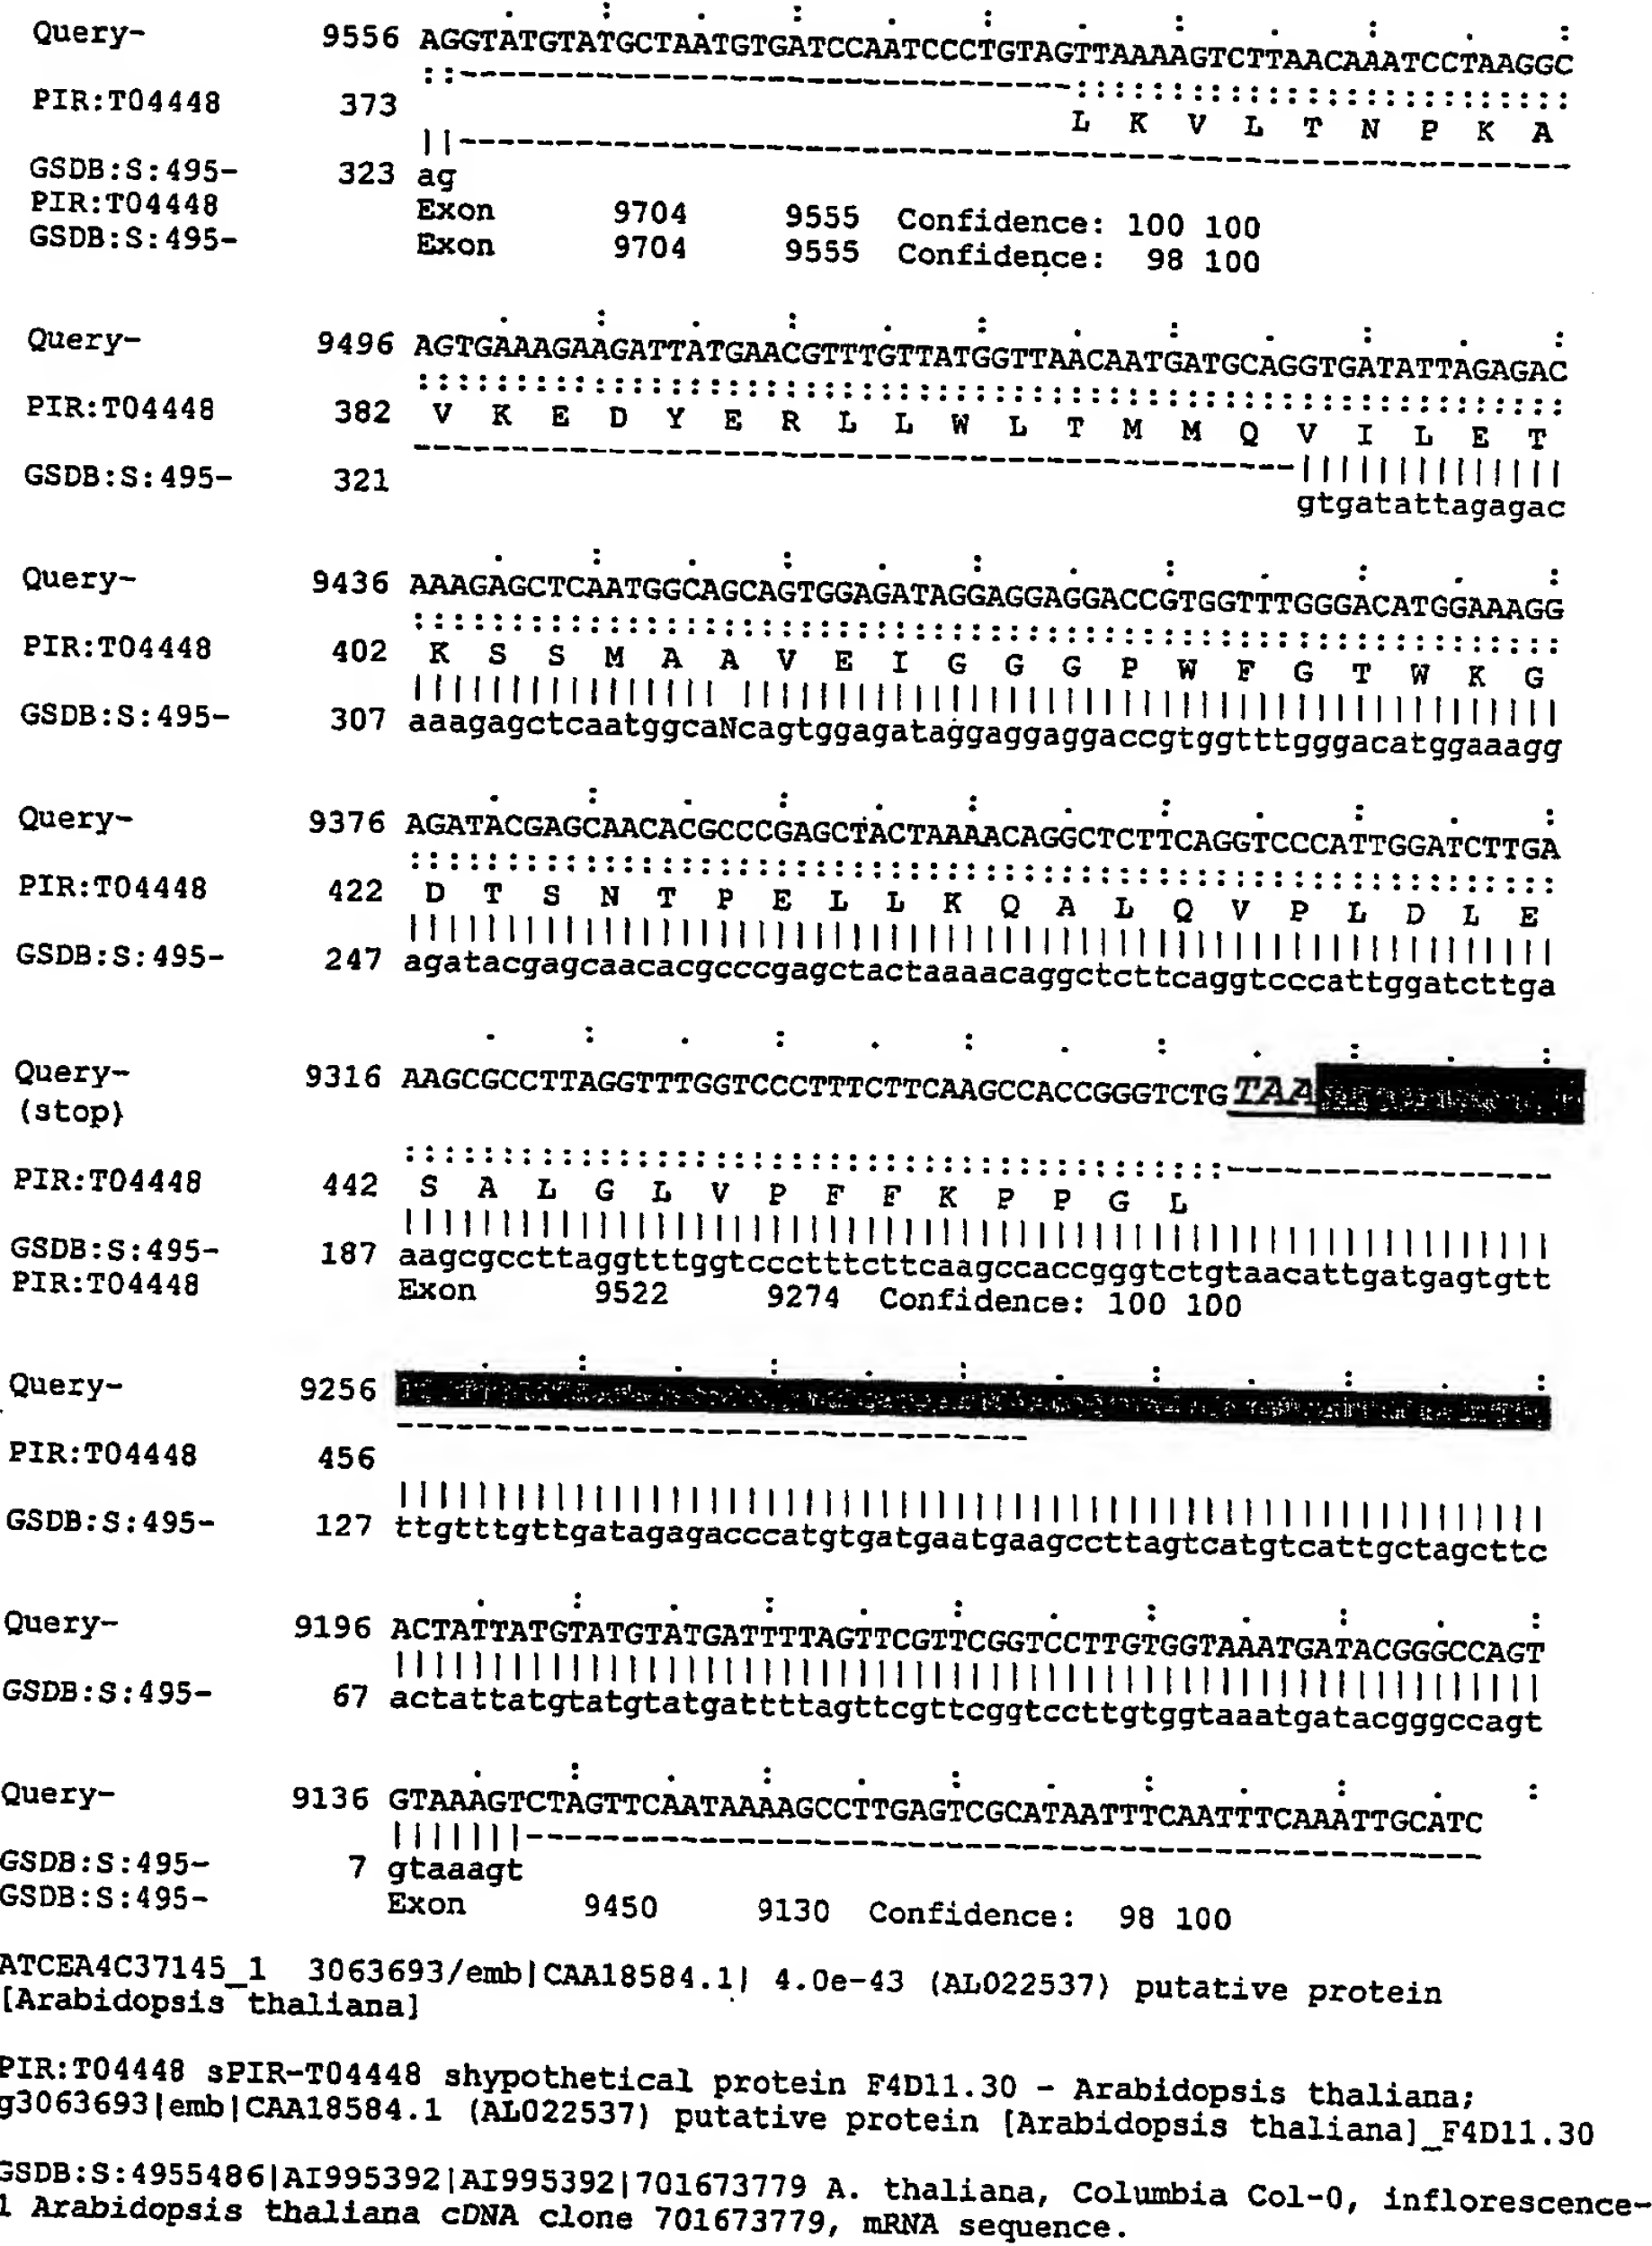 Query- 9556 AGGTATGTATGCTAATGTGATCCAATCCCTGTAGTTAAAAGTCTTAACAAATCCTAAGGC
PIR:T04448 373 L K V L T N P K A
GSDB:S:495- 323 ag
PIR:T04448 Exon 9704 9555 Confidence: 100 100
GSDB:S:495- Exon 9704 9555 Confidence: 98 100
Query- 9496 AGTGAAAGAAGATTATGAACGTTTGTTATGGTTAACAATGATGCAGGTGATATTAGAGAC
PIR:T04448 382 V K E D Y E R L L W L T M M Q V I L E T
GSDB:S:495- 321 gtgatattagagac
Query- 9436 AAAGAGCTCAATGGCAGCAGTGGAGATAGGAGGAGGACCGTGGTTTGGGACATGGAAAGG
PIR:T04448 402 K S S M A A V E I G G G P W F G T W K G
GSDB:S:495- 307 aaagagctcaatggcaNcagtggagataggaggaggaccgtggtttgggacatggaaagg
Query- 9376 AGATACGAGCAACACGCCCGAGCTACTAAAACAGGCTCTTCAGGTCCCATTGGATCTTGA
PIR:T04448 422 D T S N T P E L L K Q A L Q V P L D L E
GSDB:S:495- 247 agatacgagcaacacgcccgagctactaaaacaggctcttcaggtcccattggatcttga
Query- 9316 AAGCGCCTTAGGTTTGGTCCCTTTCTTCAAGCCACCGGGTCTGTAA
(stop)
PIR:T04448 442 S A L G L V P F F K P P G L
GSDB:S:495- 187 aagcgccttaggtttggtccctttcttcaagccaccgggtctgtaacattgatgagtgtt
PIR:T04448 Exon 9522 9274 Confidence: 100 100
Query- 9256
PIR:T04448 456
GSDB:S:495- 127 ttgtttgttgatagagacccatgtgatgaatgaagccttagtcatgtcattgctagcttc
Query- 9196 ACTATTATGTATGTATGATTTTAGTTCGTTCGGTCCTTGTGGTAAATGATACGGGCCAGT
GSDB:S:495- 67 actattatgtatgtatgattttagttcgttcggtccttgtggtaaatgatacgggccagt
Query- 9136 GTAAAGTCTAGTTCAATAAAAGCCTTGAGTCGCATAATTTCAATTTCAAATTGCATC
GSDB:S:495- 7 gtaaagt
GSDB:S:495- Exon 9450 9130 Confidence: 98 100
ATCEA4C37145_1 3063693/emb|CAA18584.1| 4.0e-43 (AL022537) putative protein
[Arabidopsis thaliana]
PIR:T04448 sPIR-T04448 shypothetical protein F4D11.30 - Arabidopsis thaliana;
g3063693|emb|CAA18584.1 (AL022537) putative protein [Arabidopsis thaliana]_F4D11.30
GSDB:S:4955486|AI995392|AI995392|701673779 A. thaliana, Columbia Col-0, inflorescence-
1 Arabidopsis thaliana cDNA clone 701673779, mRNA sequence.